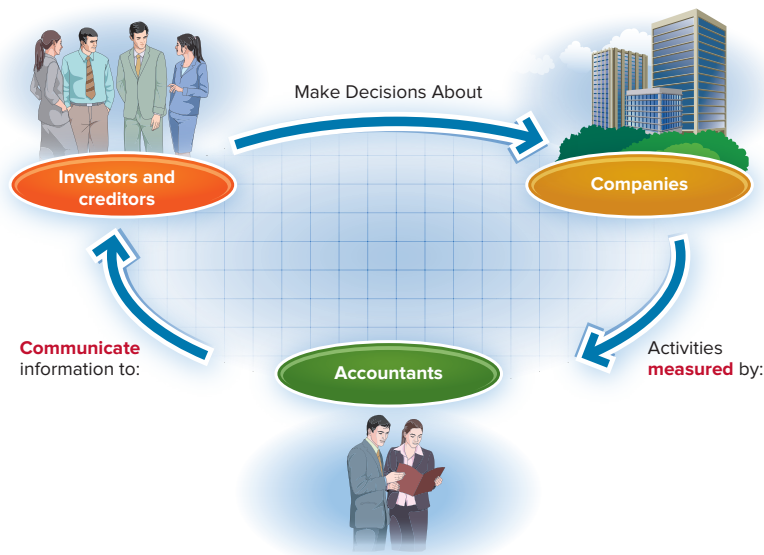 Make Decisions About
Investors and
creditors
Companies
Communicate
information to:
Activities
measured by:
Accountants